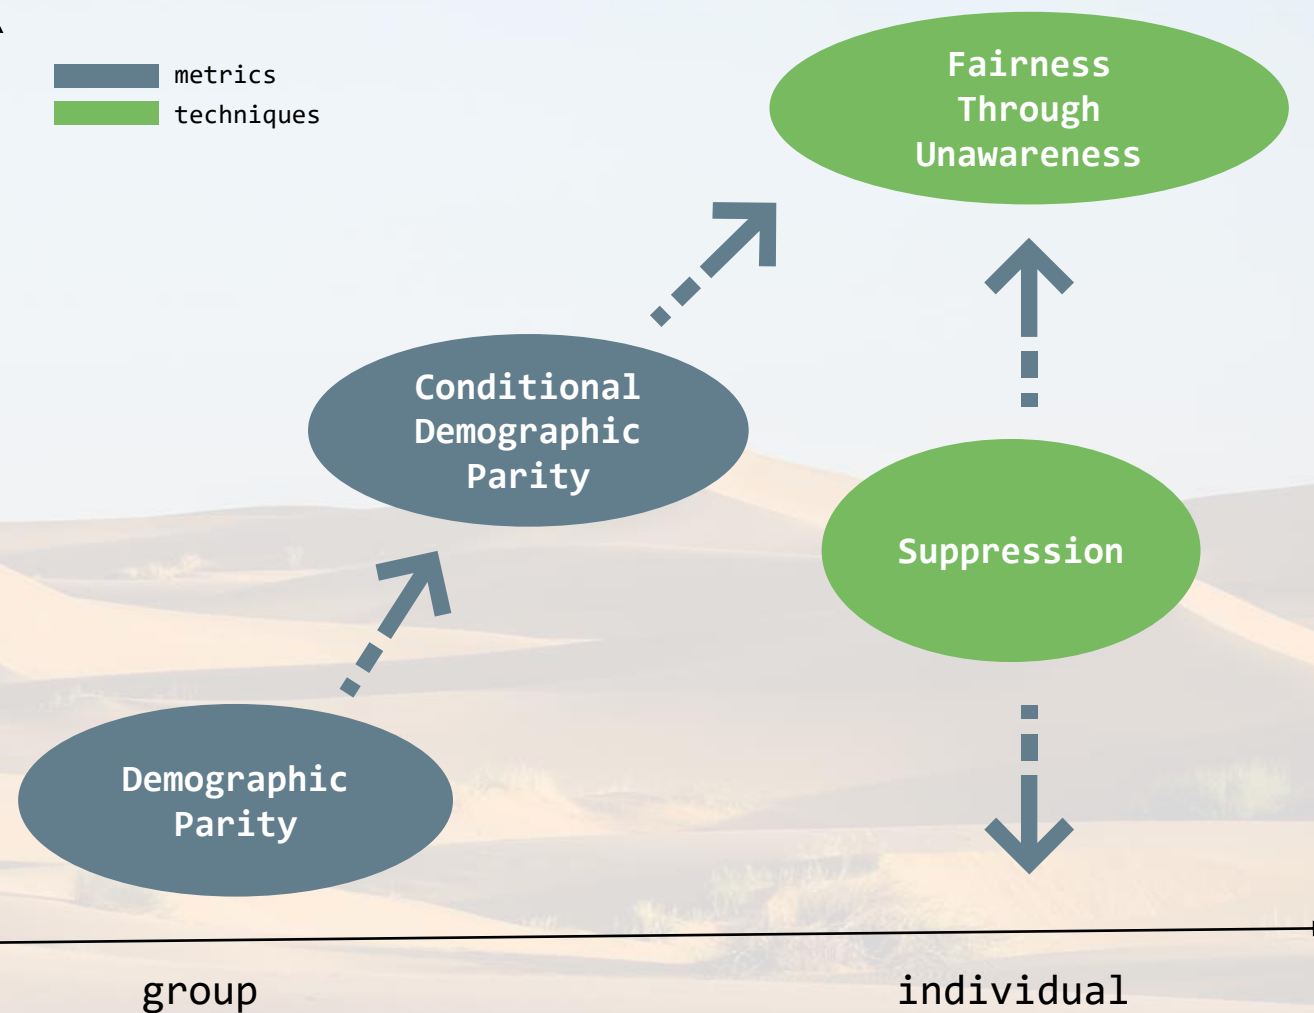 metrics
techniques
Fairness
Through
Unawareness
Conditional
Demographic
Parity
Suppression
Demographic
Parity
group
individual